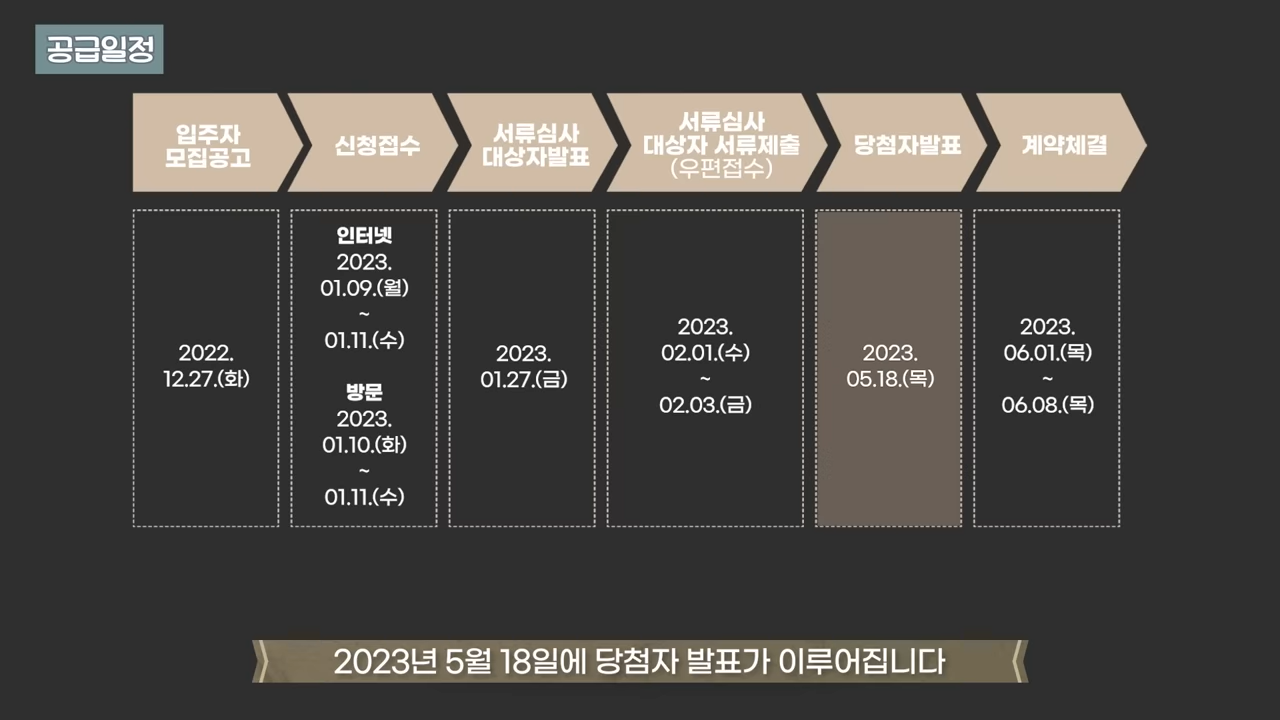 공급일정
입주자
모집공고
신청접수
서류심사
대상자발표
서류심사
대상자 서류제출
(우편접수)
당첨자발표
계약체결
2022.
12.27.(화)
인터넷
2023.
01.09.(월)
~
01.11.(수)
방문
2023.
01.10.(화)
~
01.11.(수)
2023.
01.27.(금)
2023.
02.01.(수)
~
02.03.(금)
2023.
05.18.(목)
2023.
06.01.(목)
~
06.08.(목)
2023년 5월 18일에 당첨자 발표가 이루어집니다